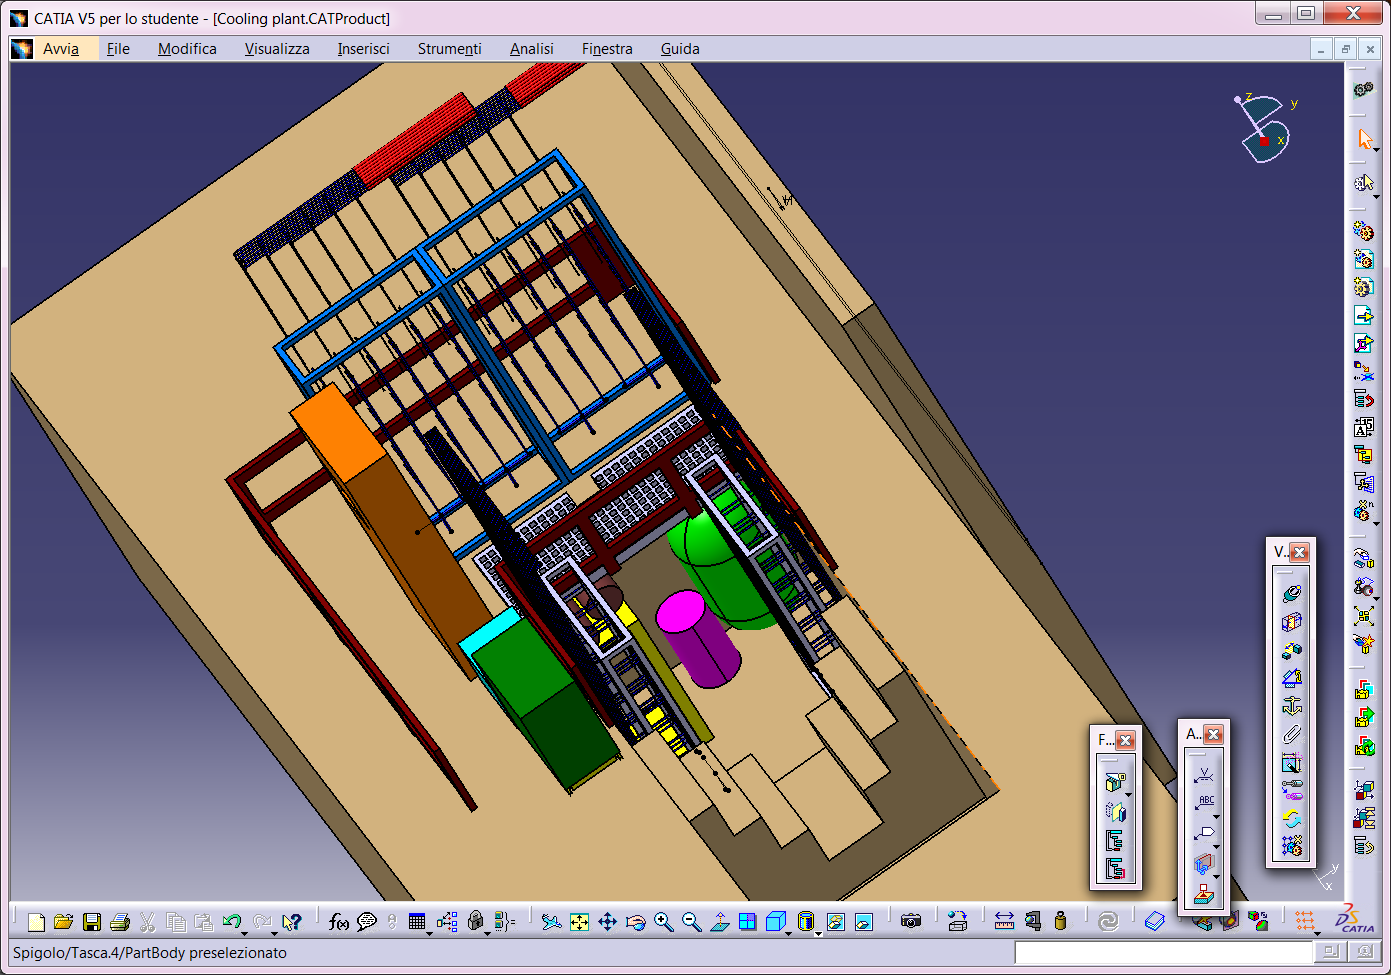 CATIA V5 per lo studente - [Cooling plant.CATProduct]
Avvia File Modifica Visualizza Inserisci Strumenti Analisi Finestra Guida
z
y
x
V...
F...
A...
ABC
y
x
f(x)
CATIA
Spigolo/Tasca.4/PartBody preselezionato